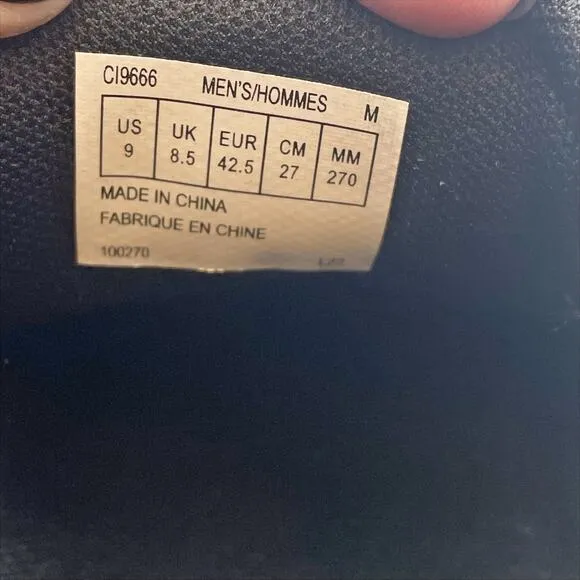 CI9666 MEN'S/HOMMES M
US UK EUR CM MM
9 8.5 42.5 27 270
MADE IN CHINA
FABRIQUE EN CHINE
100270